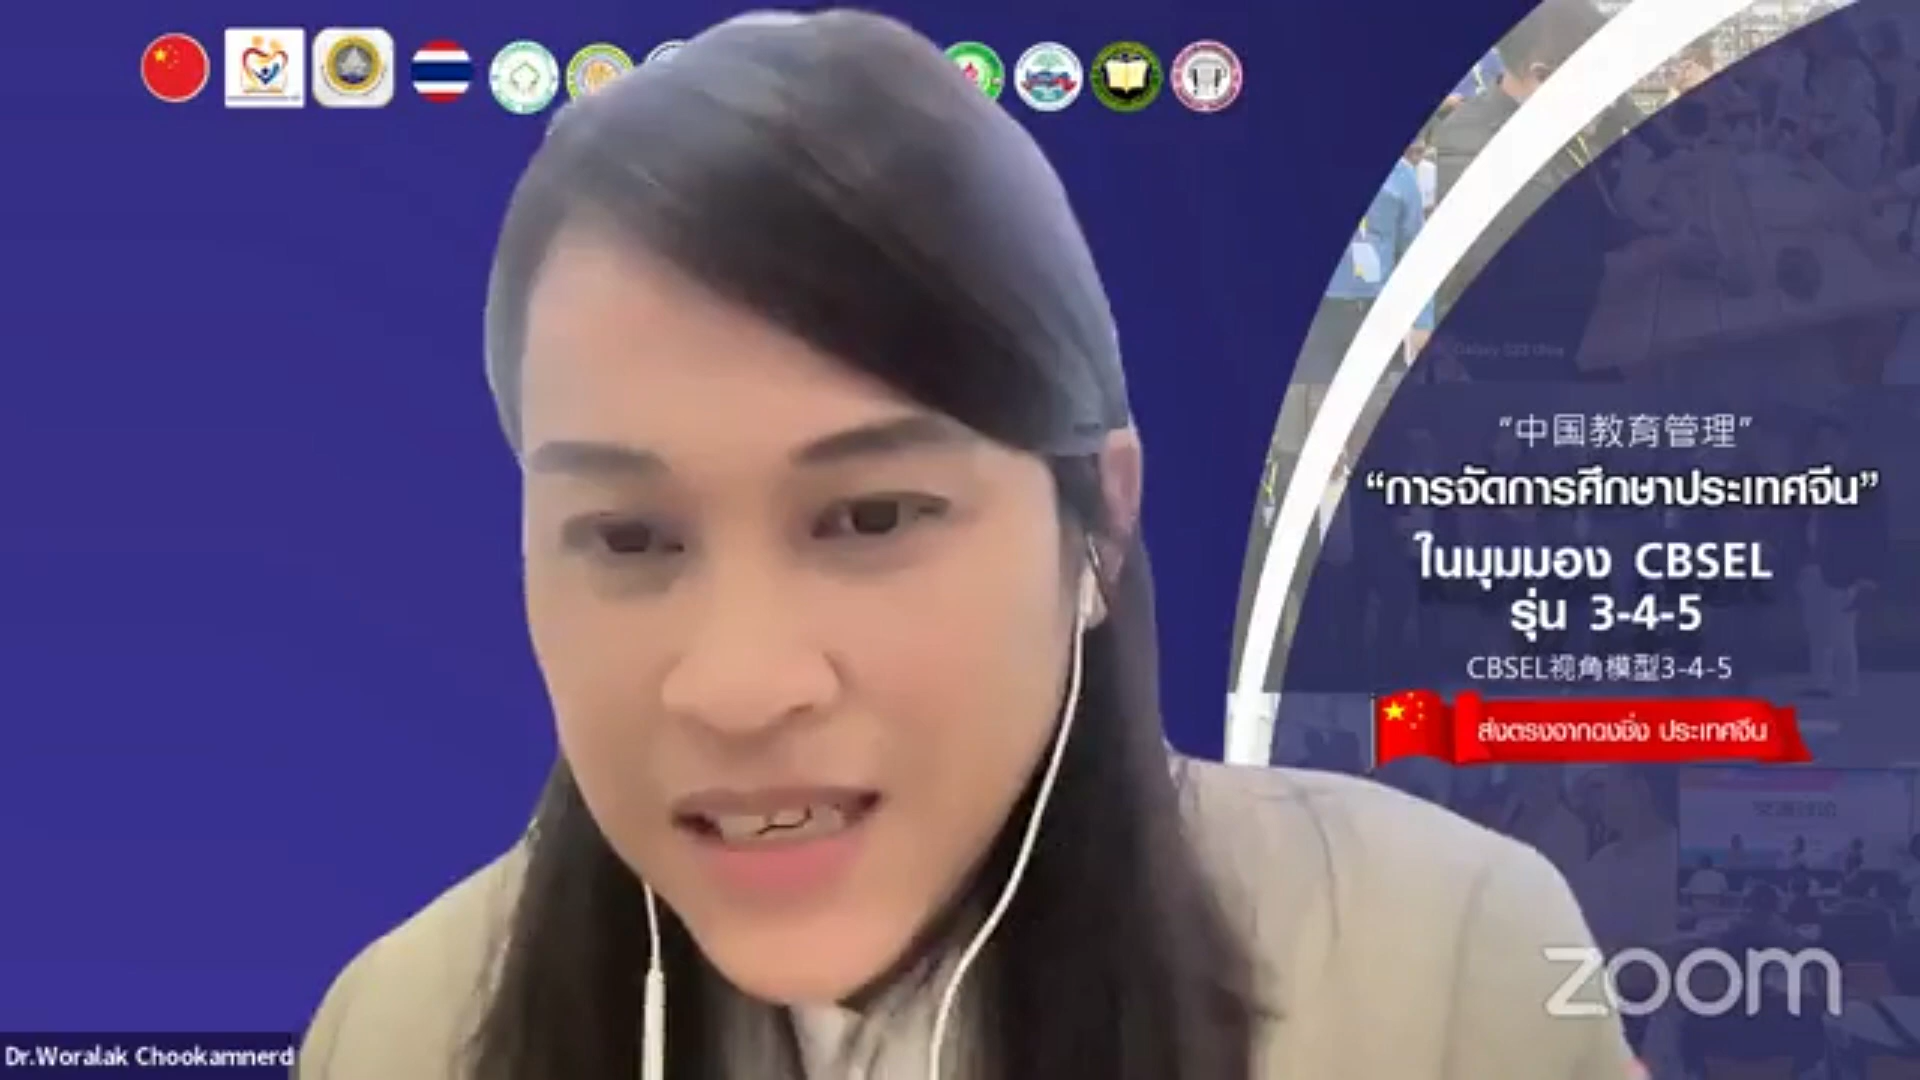 "中国教育管理"
“การจัดการศึกษาประเทศจีน”
ในมุมมอง CBSEL
รุ่น 3-4-5
CBSEL视角模型3-4-5
ส่งตรงจากฉงชิ่ง ประเทศจีน
zoom
Dr.Woralak Chookamnerd